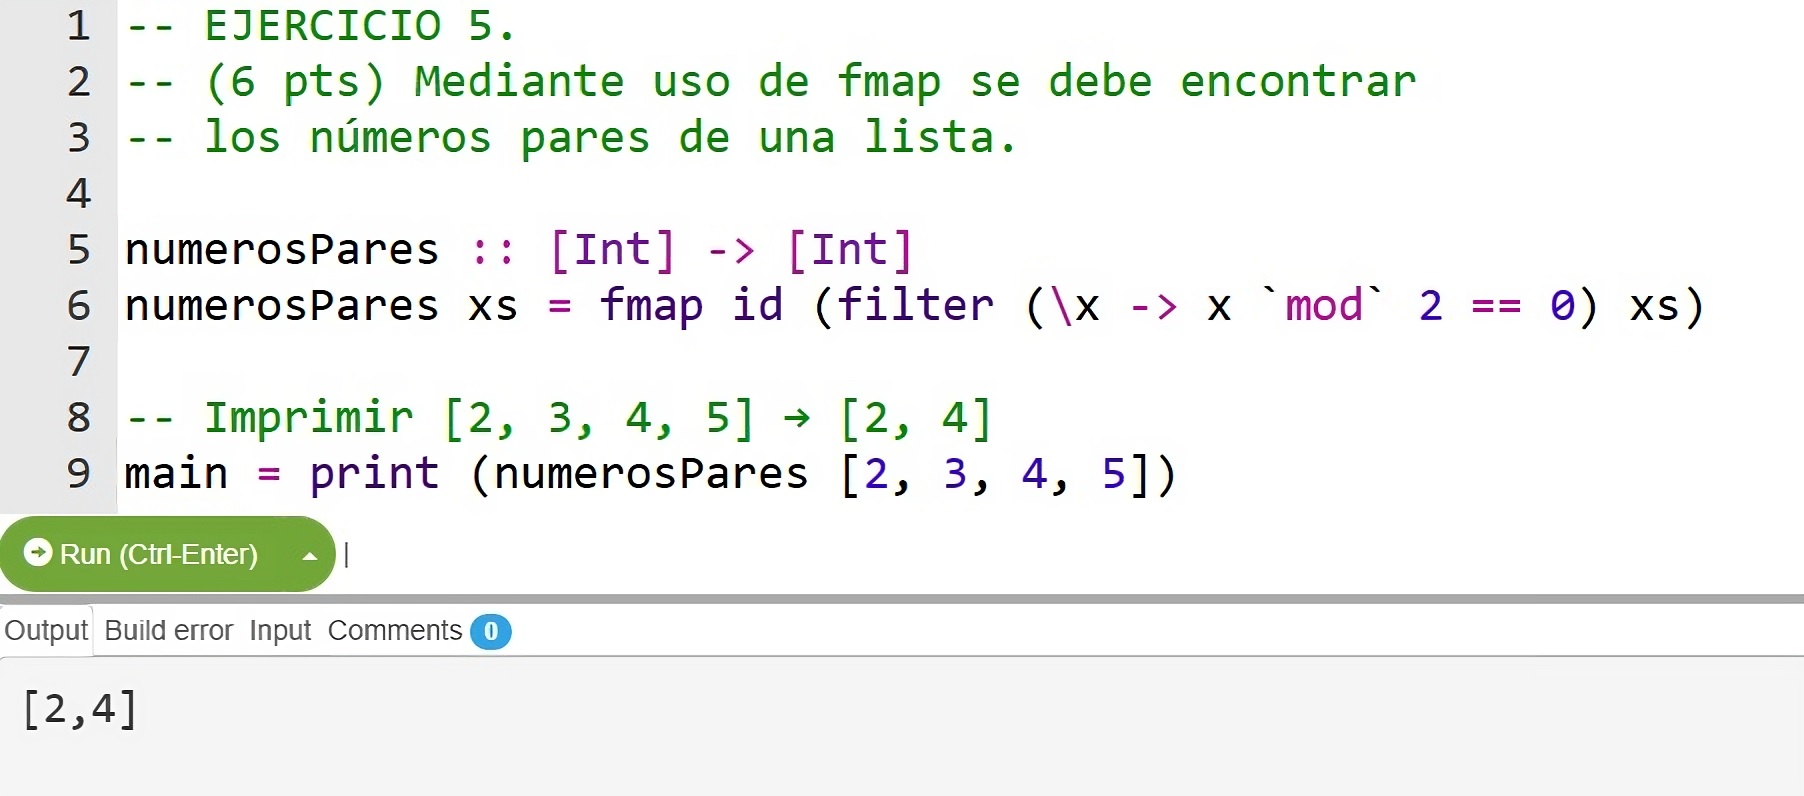 1 -- EJERCICIO 5.
2 -- (6 pts) Mediante uso de fmap se debe encontrar
3 -- los números pares de una lista.
4
5 numerosPares :: [Int] -> [Int]
6 numerosPares xs = fmap id (filter (\x -> x `mod` 2 == 0) xs)
7
8 -- Imprimir [2, 3, 4, 5] → [2, 4]
9 main = print (numerosPares [2, 3, 4, 5])
Run (Ctrl-Enter)
Output Build error Input Comments 0
[2,4]